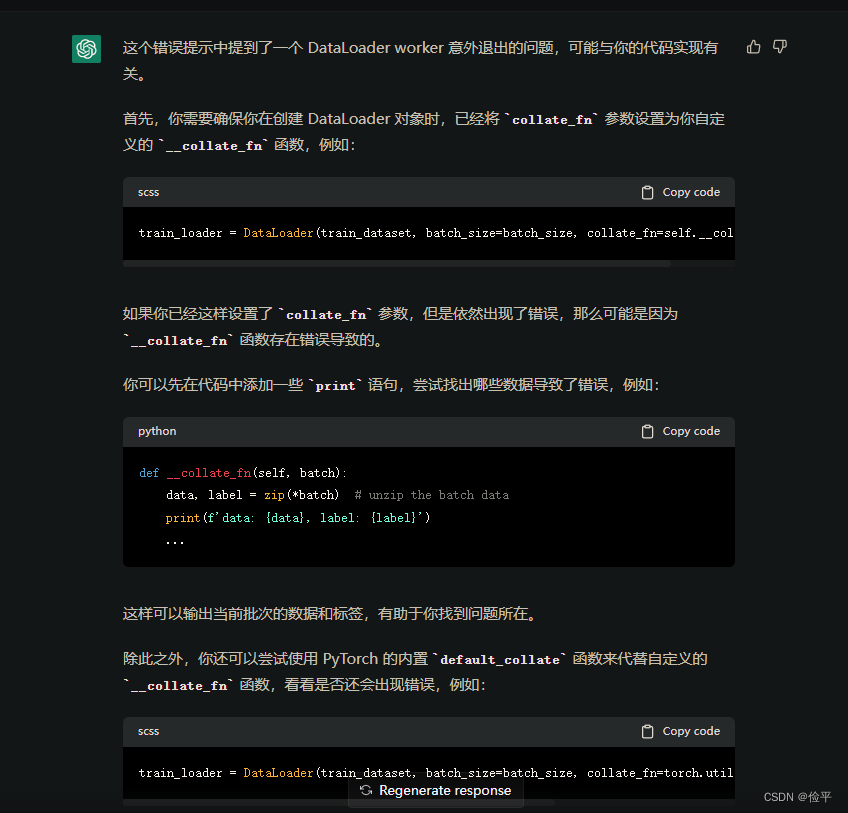 这个错误提示中提到了一个 DataLoader worker 意外退出的问题，可能与你的代码实现有
关。
首先，你需要确保你在创建 DataLoader 对象时，已经将 `collate_fn` 参数设置为你自定
义的 `__collate_fn` 函数，例如：
scss
Copy code
train_loader = DataLoader(train_dataset, batch_size=batch_size, collate_fn=self.__col
如果你已经这样设置了 `collate_fn` 参数，但是依然出现了错误，那么可能是因为
`__collate_fn` 函数存在错误导致的。
你可以先在代码中添加一些 `print` 语句，尝试找出哪些数据导致了错误，例如：
python
Copy code
def __collate_fn(self, batch):
    data, label = zip(*batch)  # unzip the batch data
    print(f'data: {data}, label: {label}')
    ...
这样可以输出当前批次的数据和标签，有助于你找到问题所在。
除此之外，你还可以尝试使用 PyTorch 的内置 `default_collate` 函数来代替自定义的
`__collate_fn` 函数，看看是否还会出现错误，例如：
scss
Copy code
train_loader = DataLoader(train_dataset, batch_size=batch_size, collate_fn=torch.util
Regenerate response
CSDN @俭平